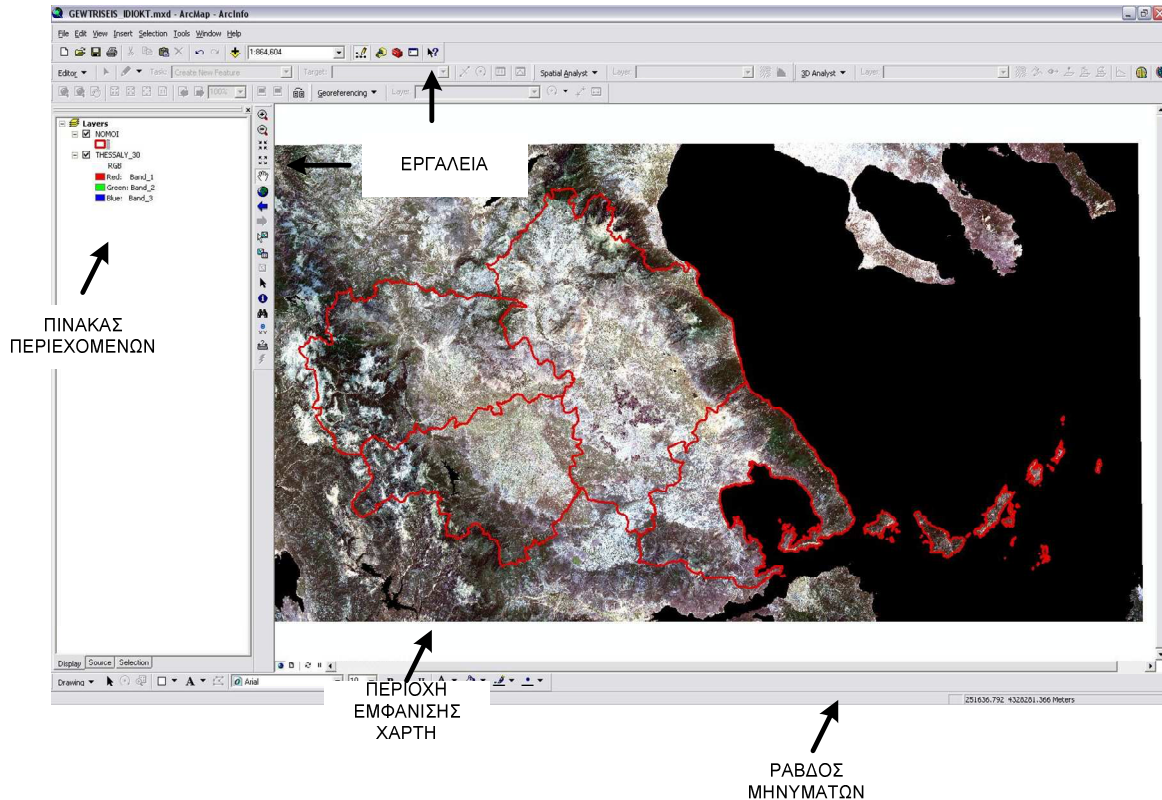 GEWTRISEIS_IDIOKT.mxd - ArcMap - ArcInfo
File Edit View Insert Selection Tools Window Help
1:864,604
Editor Task: Create New Feature Target: Spatial Analyst Layer: 3D Analyst Layer:
100% Georeferencing Layer:
Layers
NOMOI
THESSALY_30
RGB
Red: Band_1
Green: Band_2
Blue: Band_3
ΕΡΓΑΛΕΙΑ
ΠΙΝΑΚΑΣ
ΠΕΡΙΕΧΟΜΕΝΩΝ
Display Source Selection
Drawing A Arial 10
251636.792 4328281.366 Meters
ΠΕΡΙΟΧΗ
ΕΜΦΑΝΙΣΗΣ
ΧΑΡΤΗ
ΡΑΒΔΟΣ
ΜΗΝΥΜΑΤΩΝ